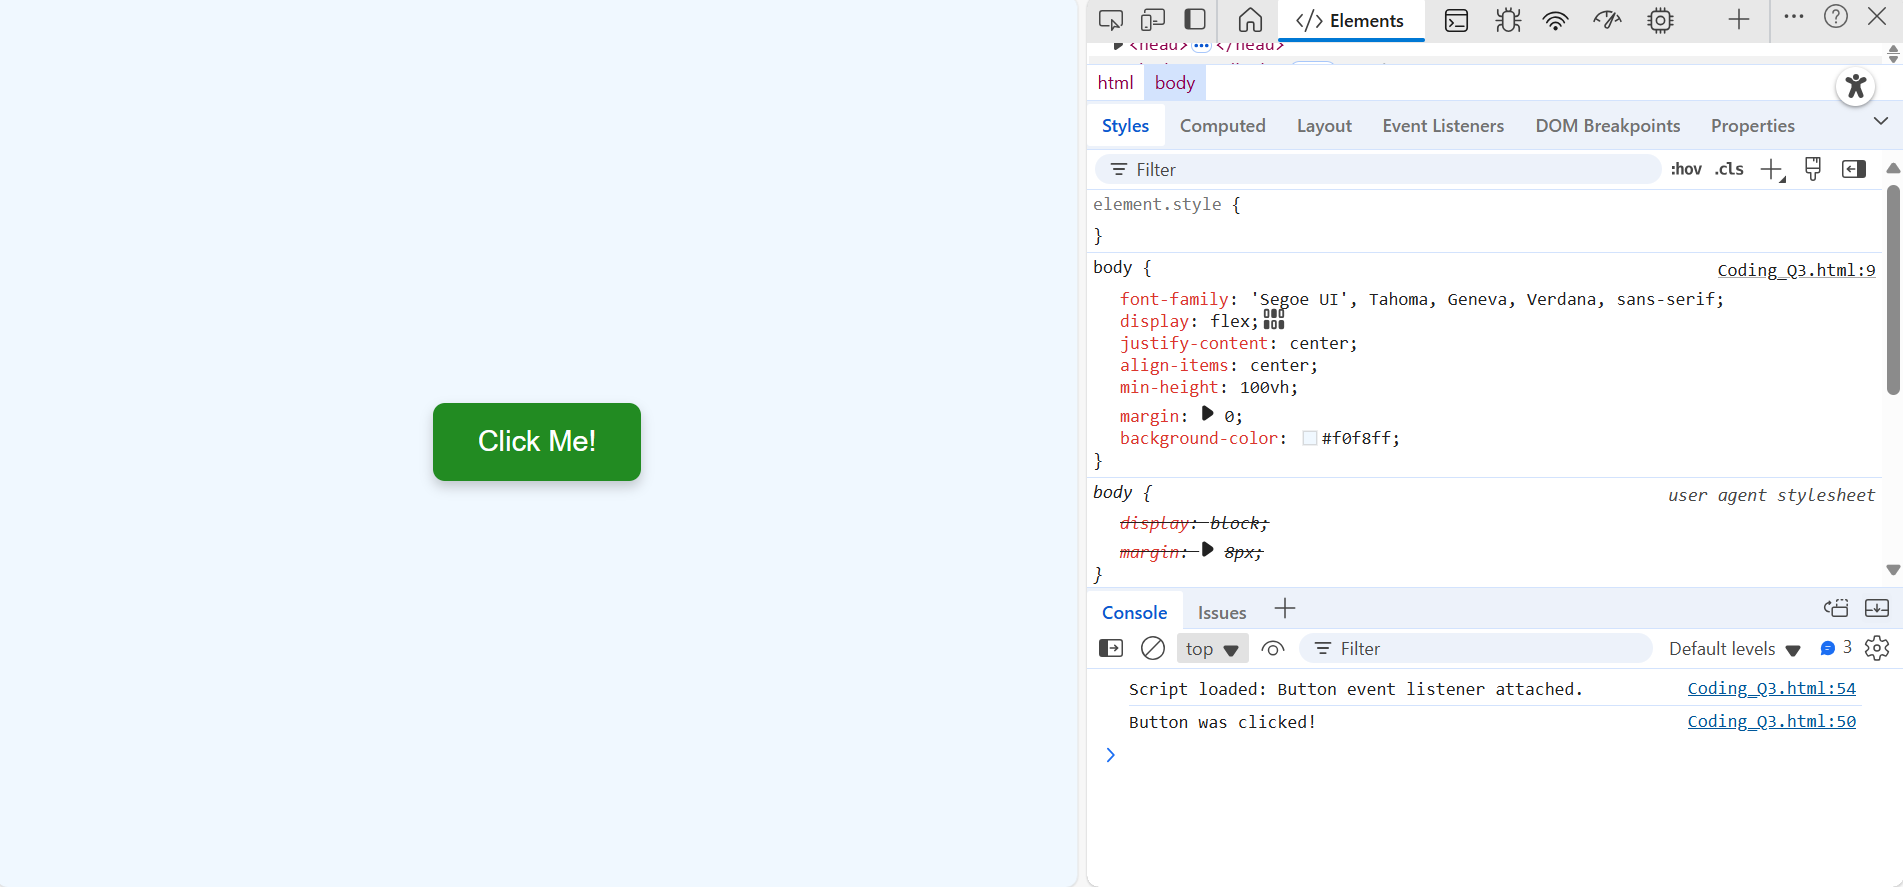 Click Me!
Elements
<head> </head>
html body
Styles Computed Layout Event Listeners DOM Breakpoints Properties
Filter :hov .cls
element.style {
}
body { Coding_Q3.html:9
font-family: 'Segoe UI', Tahoma, Geneva, Verdana, sans-serif;
display: flex;
justify-content: center;
align-items: center;
min-height: 100vh;
margin: 0;
background-color: #f0f8ff;
}
body { user agent stylesheet
display: block;
margin: 8px;
}
Console Issues
top Filter Default levels 3
Script loaded: Button event listener attached. Coding_Q3.html:54
Button was clicked! Coding_Q3.html:50